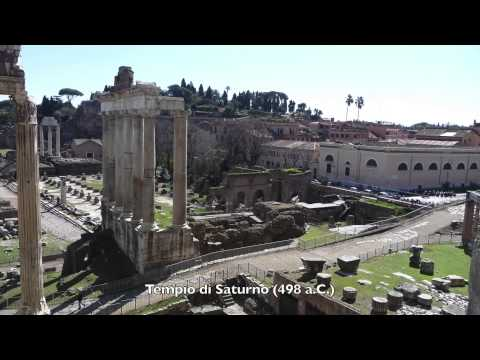 Tempio di Saturno (498 a.C.)